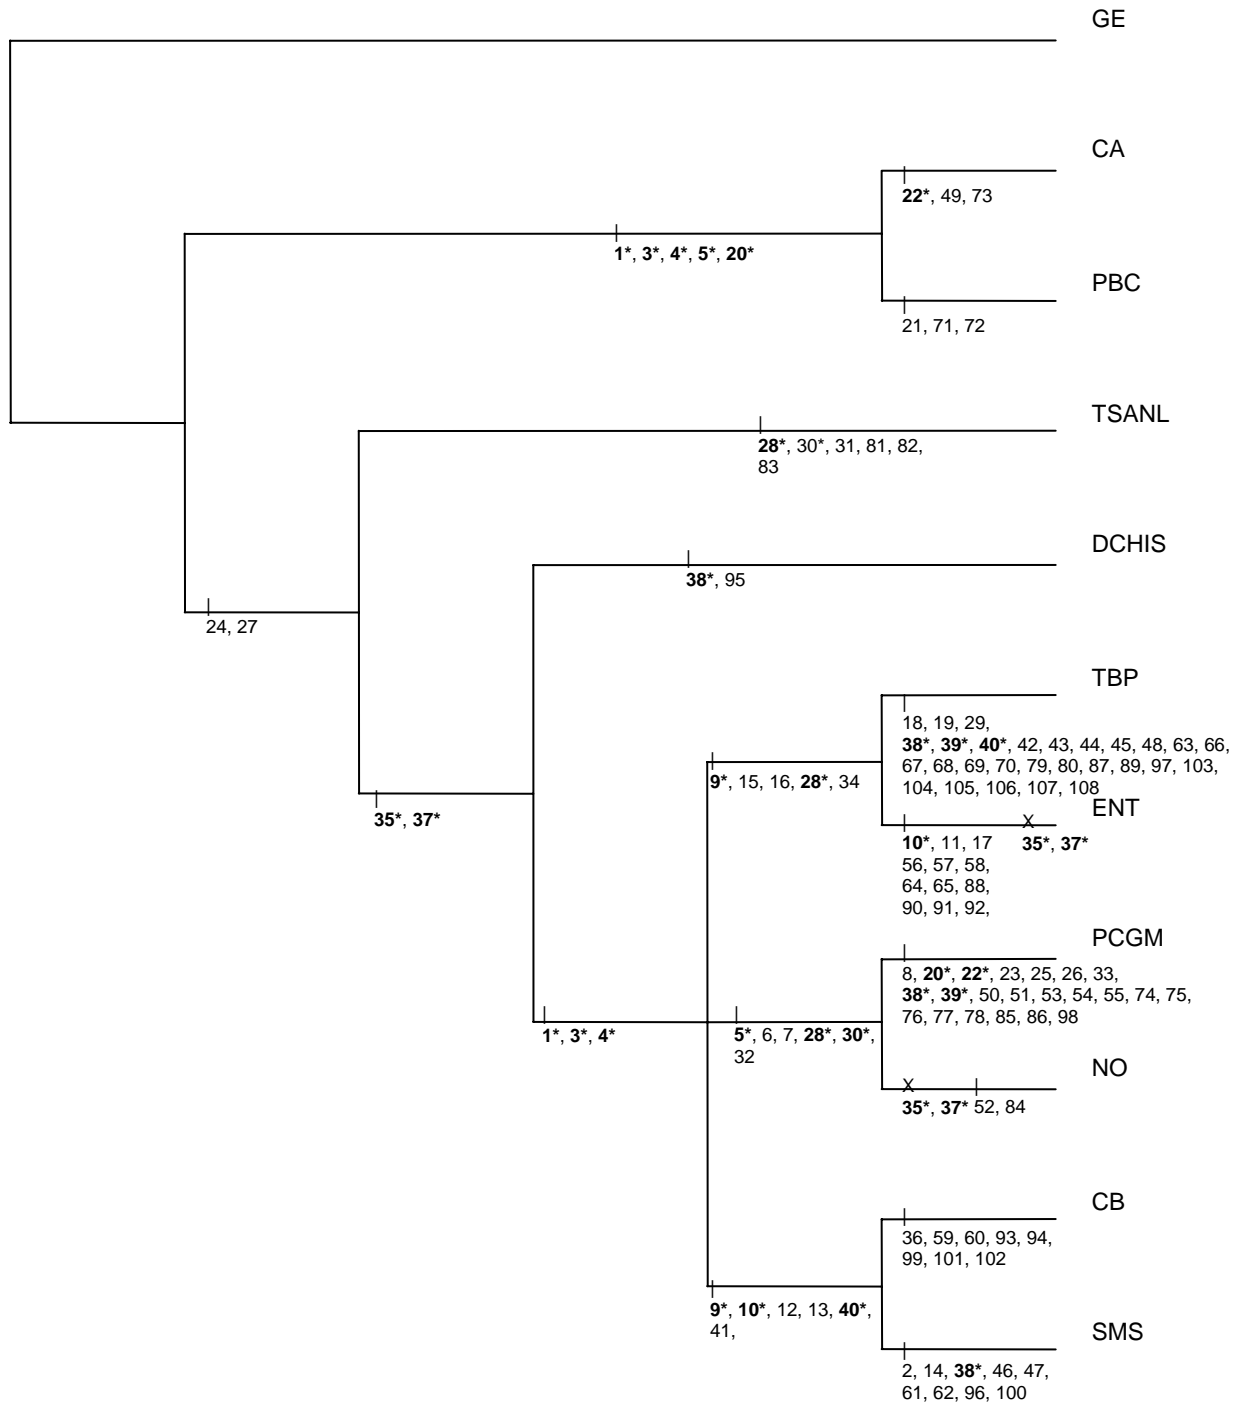 GE
CA
22*, 49, 73
1*, 3*, 4*, 5*, 20*
PBC
21, 71, 72
TSANL
28*, 30*, 31, 81, 82,
83
DCHIS
38*, 95
24, 27
TBP
18, 19, 29,
38*, 39*, 40*, 42, 43, 44, 45, 48, 63, 66,
67, 68, 69, 70, 79, 80, 87, 89, 97, 103,
104, 105, 106, 107, 108
9*, 15, 16, 28*, 34
ENT
X
10*, 11, 17
35*, 37*
56, 57, 58,
64, 65, 88,
90, 91, 92,
35*, 37*
PCGM
8, 20*, 22*, 23, 25, 26, 33,
38*, 39*, 50, 51, 53, 54, 55, 74, 75,
76, 77, 78, 85, 86, 98
1*, 3*, 4*
5*, 6, 7, 28*, 30*,
32
NO
X
35*, 37* 52, 84
CB
36, 59, 60, 93, 94,
99, 101, 102
9*, 10*, 12, 13, 40*,
41,
SMS
2, 14, 38*, 46, 47,
61, 62, 96, 100